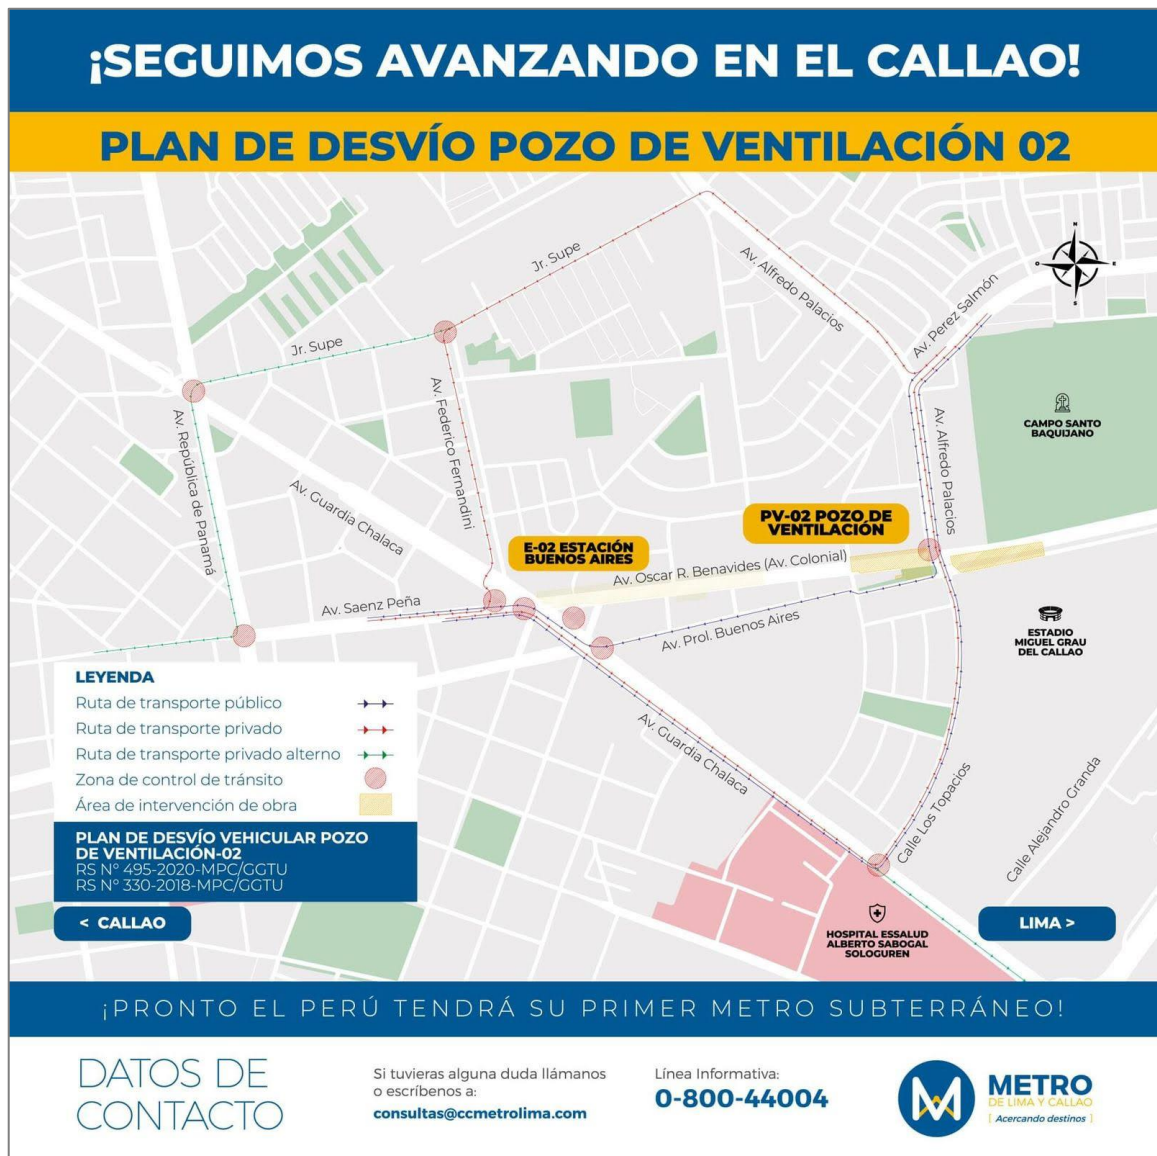 ¡SEGUIMOS AVANZANDO EN EL CALLAO!
PLAN DE DESVÍO POZO DE VENTILACIÓN 02
N
O
E
S
Jr. Supe
Av. Alfredo Palacios
Av. Perez Salmón
Jr. Supe
Av. República de Panamá
Av. Federico Fernandini
Av. Guardia Chalaca
Av. Alfredo Palacios
CAMPO SANTO
BAQUIJANO
PV-02 POZO DE
VENTILACIÓN
E-02 ESTACIÓN
BUENOS AIRES
Av. Oscar R. Benavides (Av. Colonial)
Av. Saenz Peña
Av. Prol. Buenos Aires
ESTADIO
MIGUEL GRAU
DEL CALLAO
Av. Guardia Chalaca
Calle Los Topacios
Calle Alejandro Granda
HOSPITAL ESSALUD
ALBERTO SABOGAL
SOLOGUREN
LEYENDA
Ruta de transporte público
Ruta de transporte privado
Ruta de transporte privado alterno
Zona de control de tránsito
Área de intervención de obra
PLAN DE DESVÍO VEHICULAR POZO
DE VENTILACIÓN-02
RS N° 495-2020-MPC/GGTU
RS N° 330-2018-MPC/GGTU
< CALLAO
LIMA >
¡PRONTO EL PERÚ TENDRÁ SU PRIMER METRO SUBTERRÁNEO!
DATOS DE
CONTACTO
Si tuvieras alguna duda llámanos
o escríbenos a:
consultas@ccmetrolima.com
Línea Informativa:
0-800-44004
METRO
DE LIMA Y CALLAO
[ Acercando destinos ]